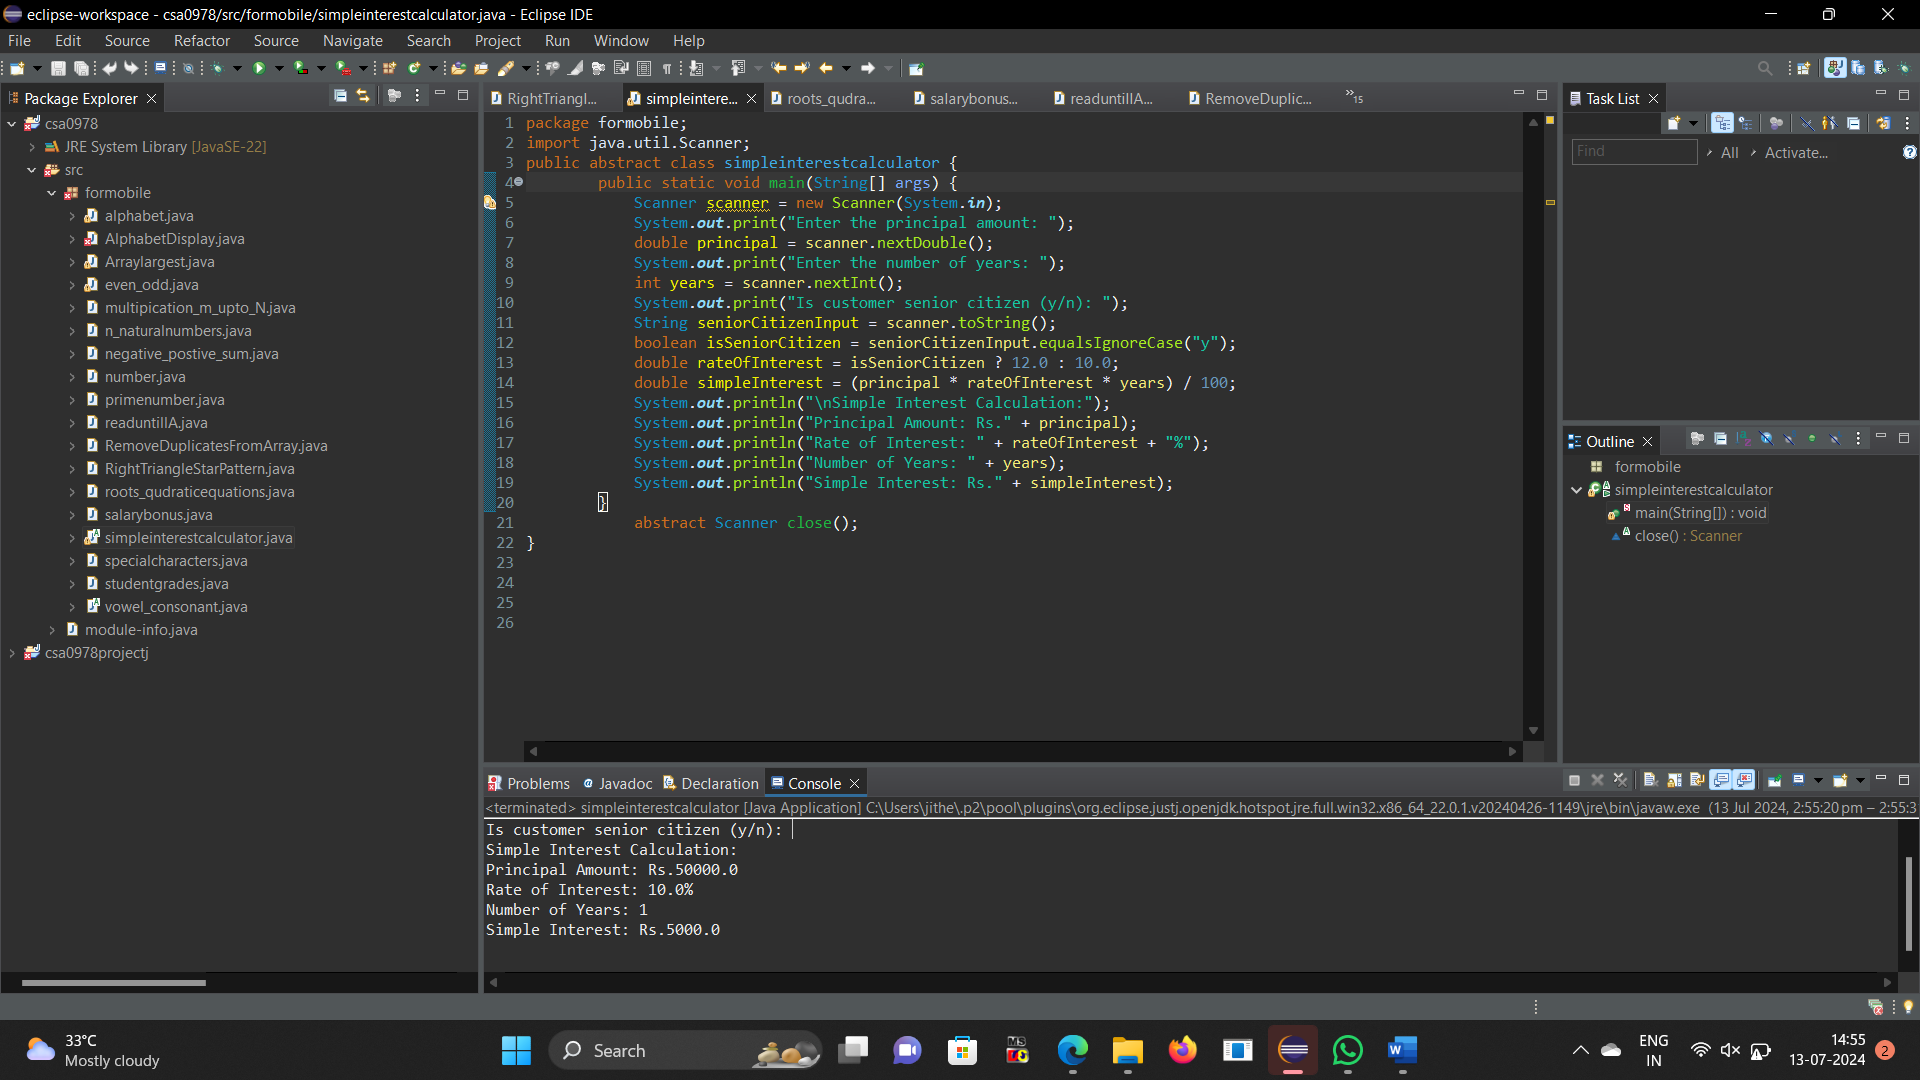 eclipse-workspace - csa0978/src/formobile/simpleinterestcalculator.java - Eclipse IDE
File Edit Source Refactor Source Navigate Search Project Run Window Help
Package Explorer
csa0978
JRE System Library [JavaSE-22]
src
formobile
alphabet.java
AlphabetDisplay.java
Arraylargest.java
even_odd.java
multipication_m_upto_N.java
n_naturalnumbers.java
negative_postive_sum.java
number.java
primenumber.java
readuntillA.java
RemoveDuplicatesFromArray.java
RightTriangleStarPattern.java
roots_qudraticequations.java
salarybonus.java
simpleinterestcalculator.java
specialcharacters.java
studentgrades.java
vowel_consonant.java
module-info.java
csa0978projectj
RightTriangl... simpleintere... roots_qudra... salarybonus... readuntillA... RemoveDuplic... »15
1 package formobile;
2 import java.util.Scanner;
3 public abstract class simpleinterestcalculator {
4 public static void main(String[] args) {
5 Scanner scanner = new Scanner(System.in);
6 System.out.print("Enter the principal amount: ");
7 double principal = scanner.nextDouble();
8 System.out.print("Enter the number of years: ");
9 int years = scanner.nextInt();
10 System.out.print("Is customer senior citizen (y/n): ");
11 String seniorCitizenInput = scanner.toString();
12 boolean isSeniorCitizen = seniorCitizenInput.equalsIgnoreCase("y");
13 double rateOfInterest = isSeniorCitizen ? 12.0 : 10.0;
14 double simpleInterest = (principal * rateOfInterest * years) / 100;
15 System.out.println("\nSimple Interest Calculation:");
16 System.out.println("Principal Amount: Rs." + principal);
17 System.out.println("Rate of Interest: " + rateOfInterest + "%");
18 System.out.println("Number of Years: " + years);
19 System.out.println("Simple Interest: Rs." + simpleInterest);
20 }
21 abstract Scanner close();
22 }
23
24
25
26
Task List
Find All Activate...
Outline
formobile
simpleinterestcalculator
main(String[]) : void
close() : Scanner
Problems Javadoc Declaration Console
<terminated> simpleinterestcalculator [Java Application] C:\Users\jithe\.p2\pool\plugins\org.eclipse.justj.openjdk.hotspot.jre.full.win32.x86_64_22.0.1.v20240426-1149\jre\bin\javaw.exe (13 Jul 2024, 2:55:20 pm – 2:55:3
Is customer senior citizen (y/n):
Simple Interest Calculation:
Principal Amount: Rs.50000.0
Rate of Interest: 10.0%
Number of Years: 1
Simple Interest: Rs.5000.0
33°C
Mostly cloudy
Search
ENG
IN
14:55
13-07-2024
2